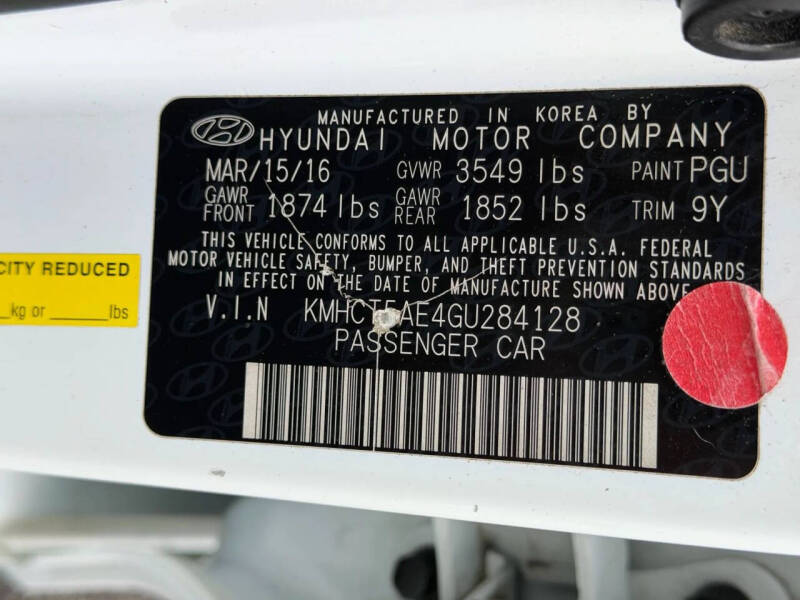 MANUFACTURED IN KOREA BY
HYUNDAI MOTOR COMPANY
MAR/15/16 GVWR 3549 lbs PAINT PGU
GAWR FRONT 1874 lbs GAWR REAR 1852 lbs TRIM 9Y
THIS VEHICLE CONFORMS TO ALL APPLICABLE U.S.A. FEDERAL
MOTOR VEHICLE SAFETY, BUMPER, AND THEFT PREVENTION STANDARDS
IN EFFECT ON THE DATE OF MANUFACTURE SHOWN ABOVE.
V.I.N KMHCT5AE4GU284128
PASSENGER CAR
CITY REDUCED
kg or ______lbs